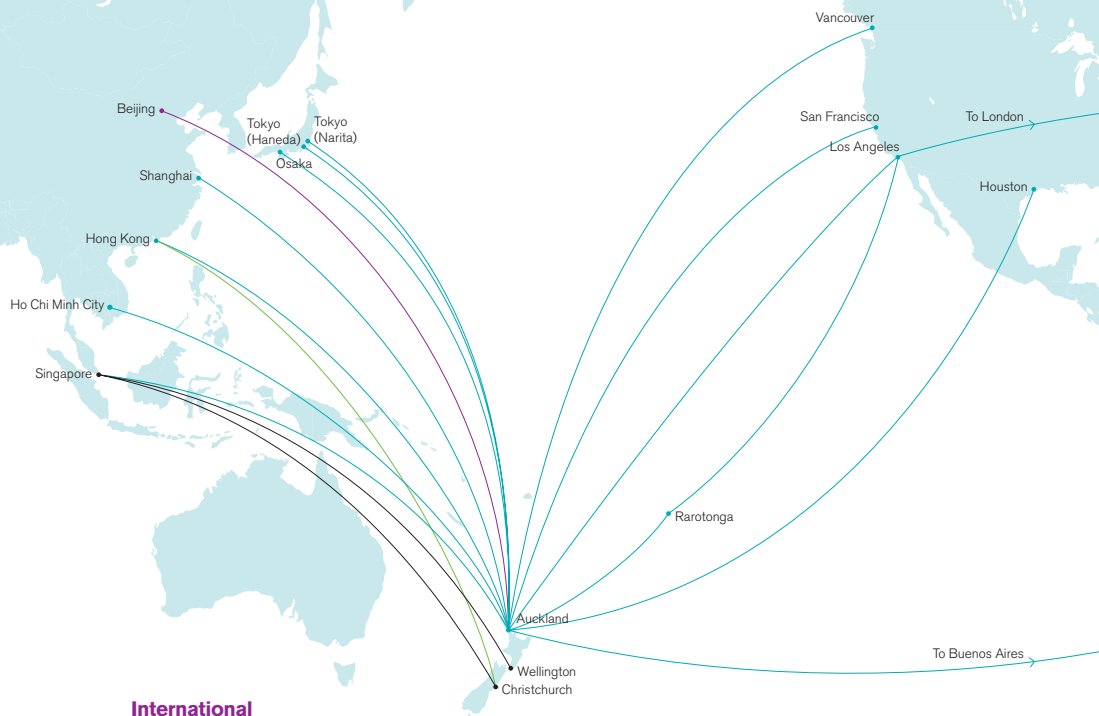 Vancouver
Beijing
San Francisco
To London
Tokyo
(Haneda)
Tokyo
(Narita)
Los Angeles
Osaka
Shanghai
Houston
Hong Kong
Ho Chi Minh City
Singapore
Rarotonga
Auckland
To Buenos Aires
Wellington
Christchurch
International